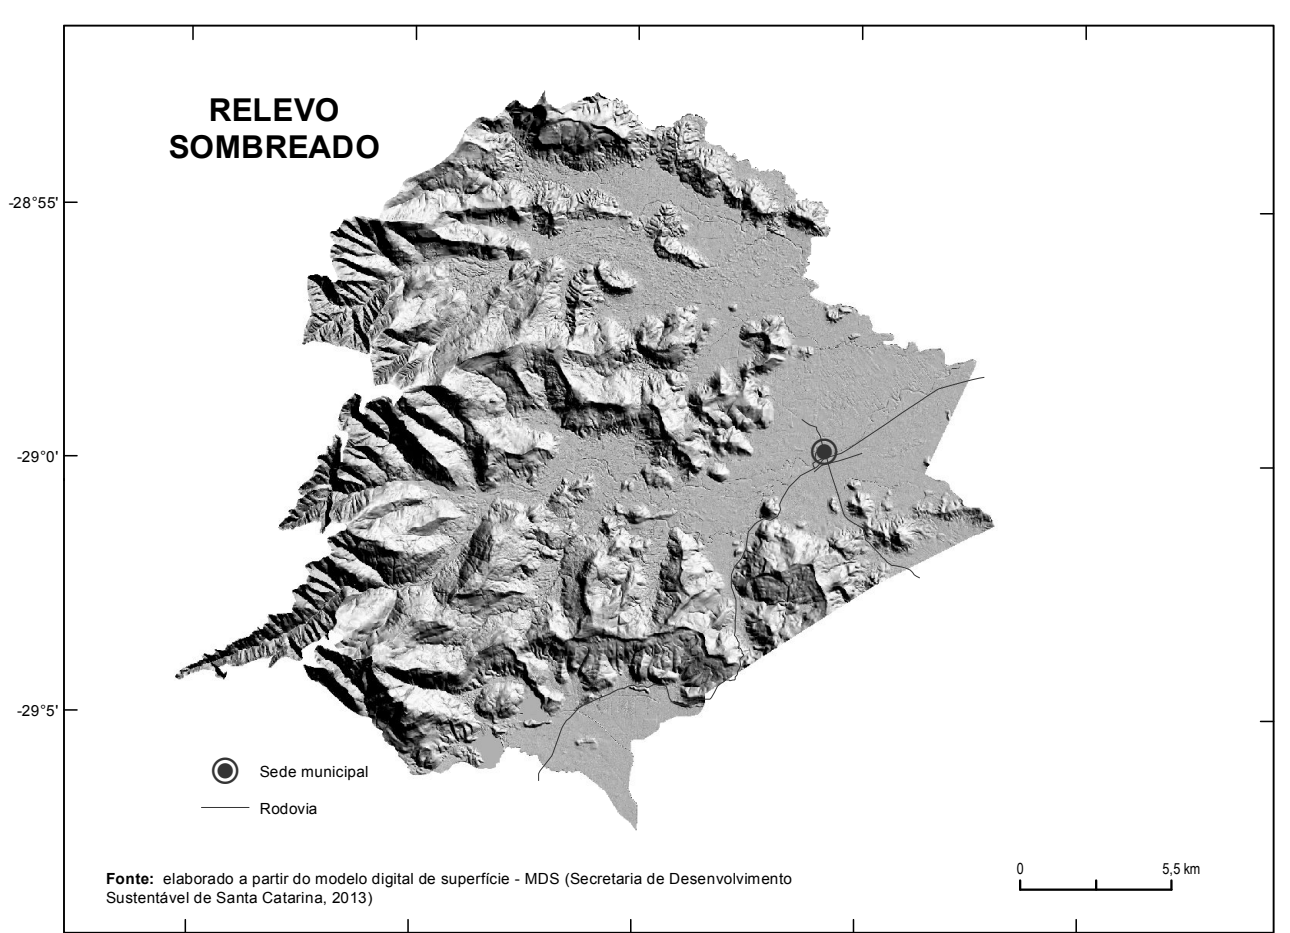 RELEVO
SOMBREADO
-28°55'
-29°0'
-29°5'
Sede municipal
Rodovia
Fonte: elaborado a partir do modelo digital de superfície - MDS (Secretaria de Desenvolvimento
Sustentável de Santa Catarina, 2013)
0 5,5 km